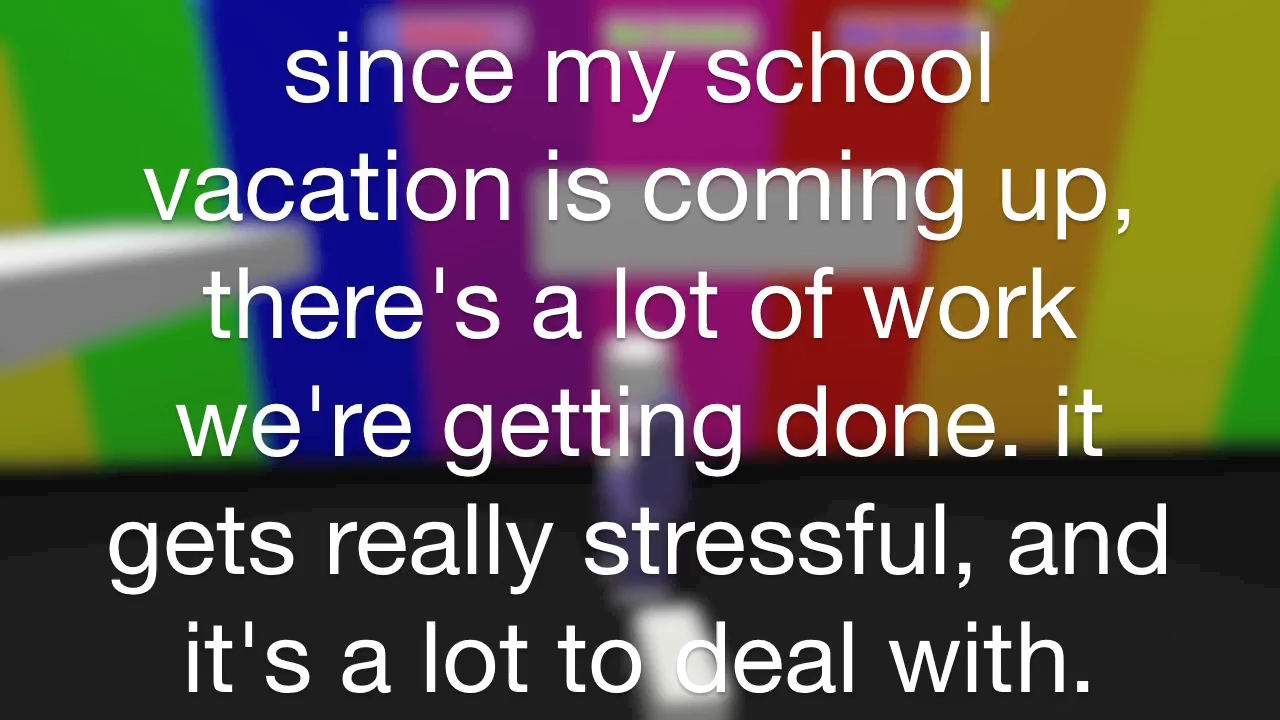 since my school
vacation is coming up,
there's a lot of work
we're getting done. it
gets really stressful, and
it's a lot to deal with.